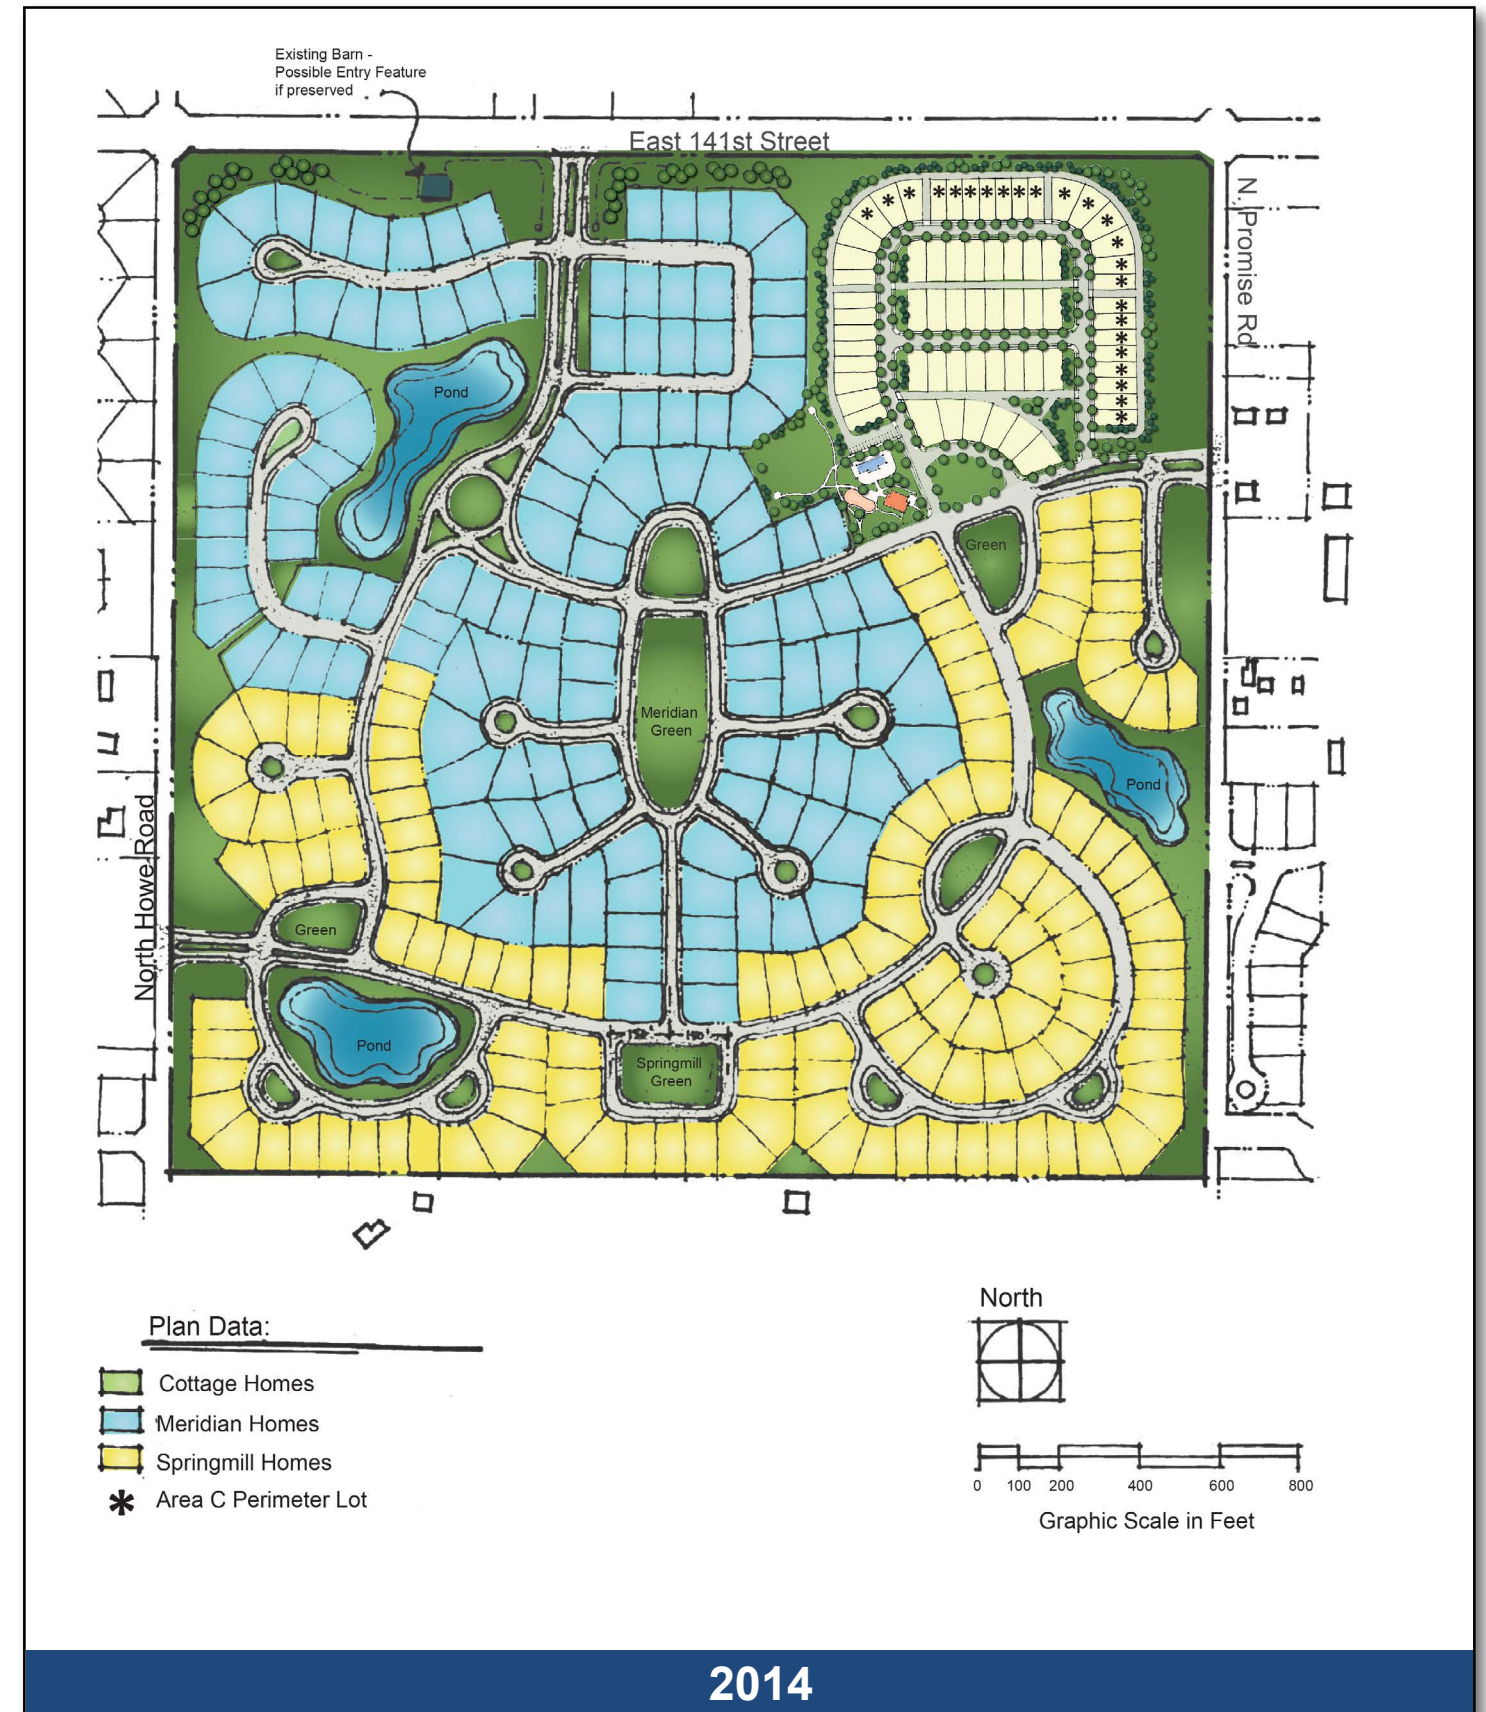 Existing Barn -
Possible Entry Feature
if preserved
East 141st Street
N. Promise Rd
Pond
Green
Meridian
Green
Pond
North Howe Road
Green
Pond
Springmill
Green
Plan Data:
Cottage Homes
Meridian Homes
Springmill Homes
* Area C Perimeter Lot
North
0 100 200 400 600 800
Graphic Scale in Feet
2014